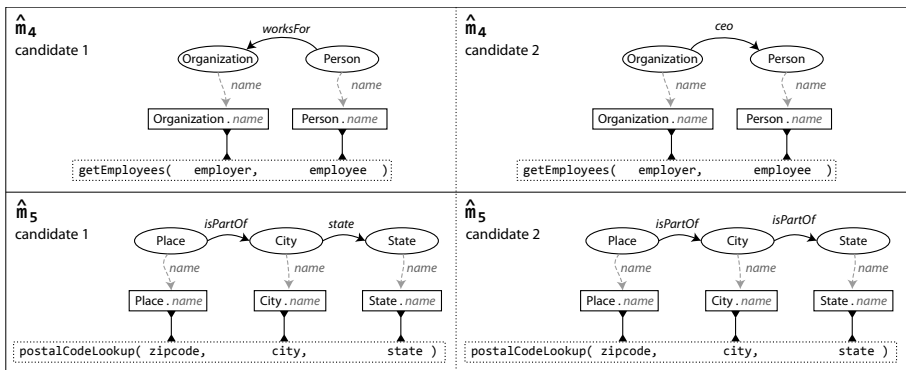 m̂4
candidate 1
worksFor
Organization Person
name name
Organization.name Person.name
getEmployees( employer, employee )
m̂4
candidate 2
ceo
Organization Person
name name
Organization.name Person.name
getEmployees( employer, employee )
m̂5
candidate 1
isPartOf state
Place City State
name name name
Place.name City.name State.name
postalCodeLookup( zipcode, city, state )
m̂5
candidate 2
isPartOf isPartOf
Place City State
name name name
Place.name City.name State.name
postalCodeLookup( zipcode, city, state )